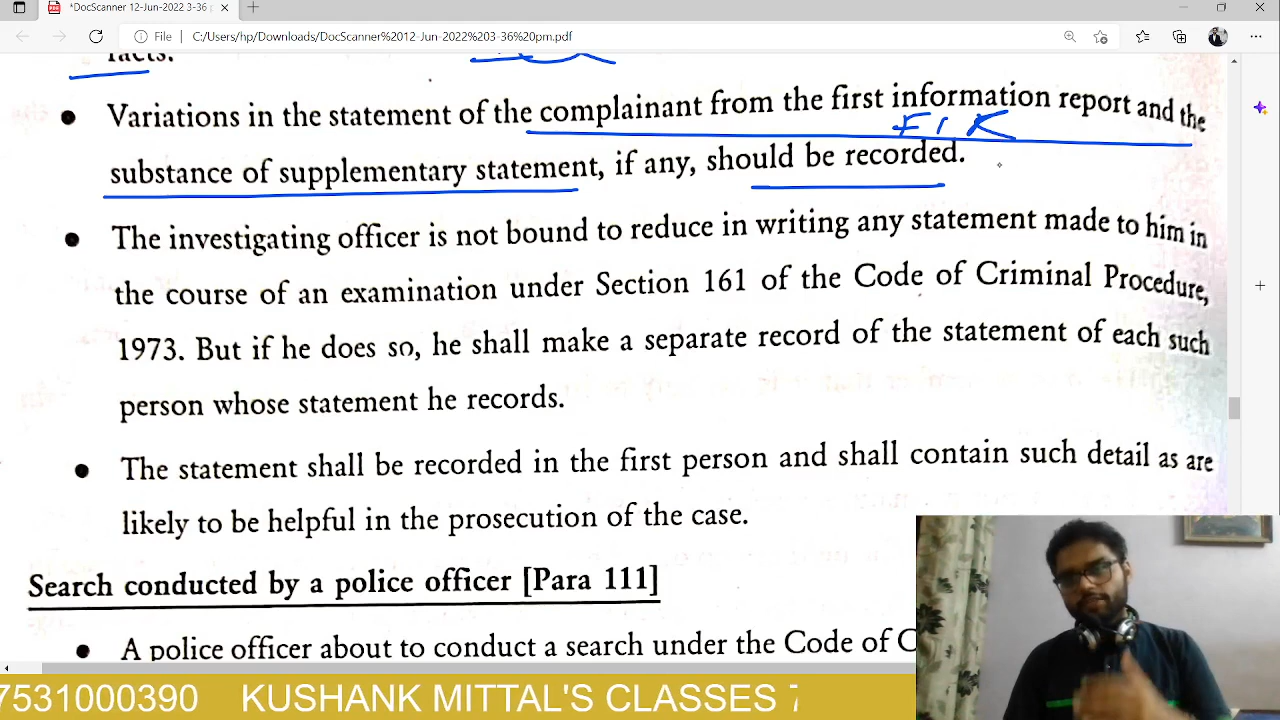 *DocScanner 12-Jun-2022 3-36
File
C:/Users/hp/Downloads/DocScanner%2012-Jun-2022%203-36%20pm.pdf
facts.
• Variations in the statement of the complainant from the first information report and the
FIR
substance of supplementary statement, if any, should be recorded.
• The investigating officer is not bound to reduce in writing any statement made to him in
the course of an examination under Section 161 of the Code of Criminal Procedure,
1973. But if he does so, he shall make a separate record of the statement of each such
person whose statement he records.
• The statement shall be recorded in the first person and shall contain such detail as are
likely to be helpful in the prosecution of the case.
Search conducted by a police officer [Para 111]
• A police officer about to conduct a search under the Code of C
7531000390 KUSHANK MITTAL'S CLASSES 7